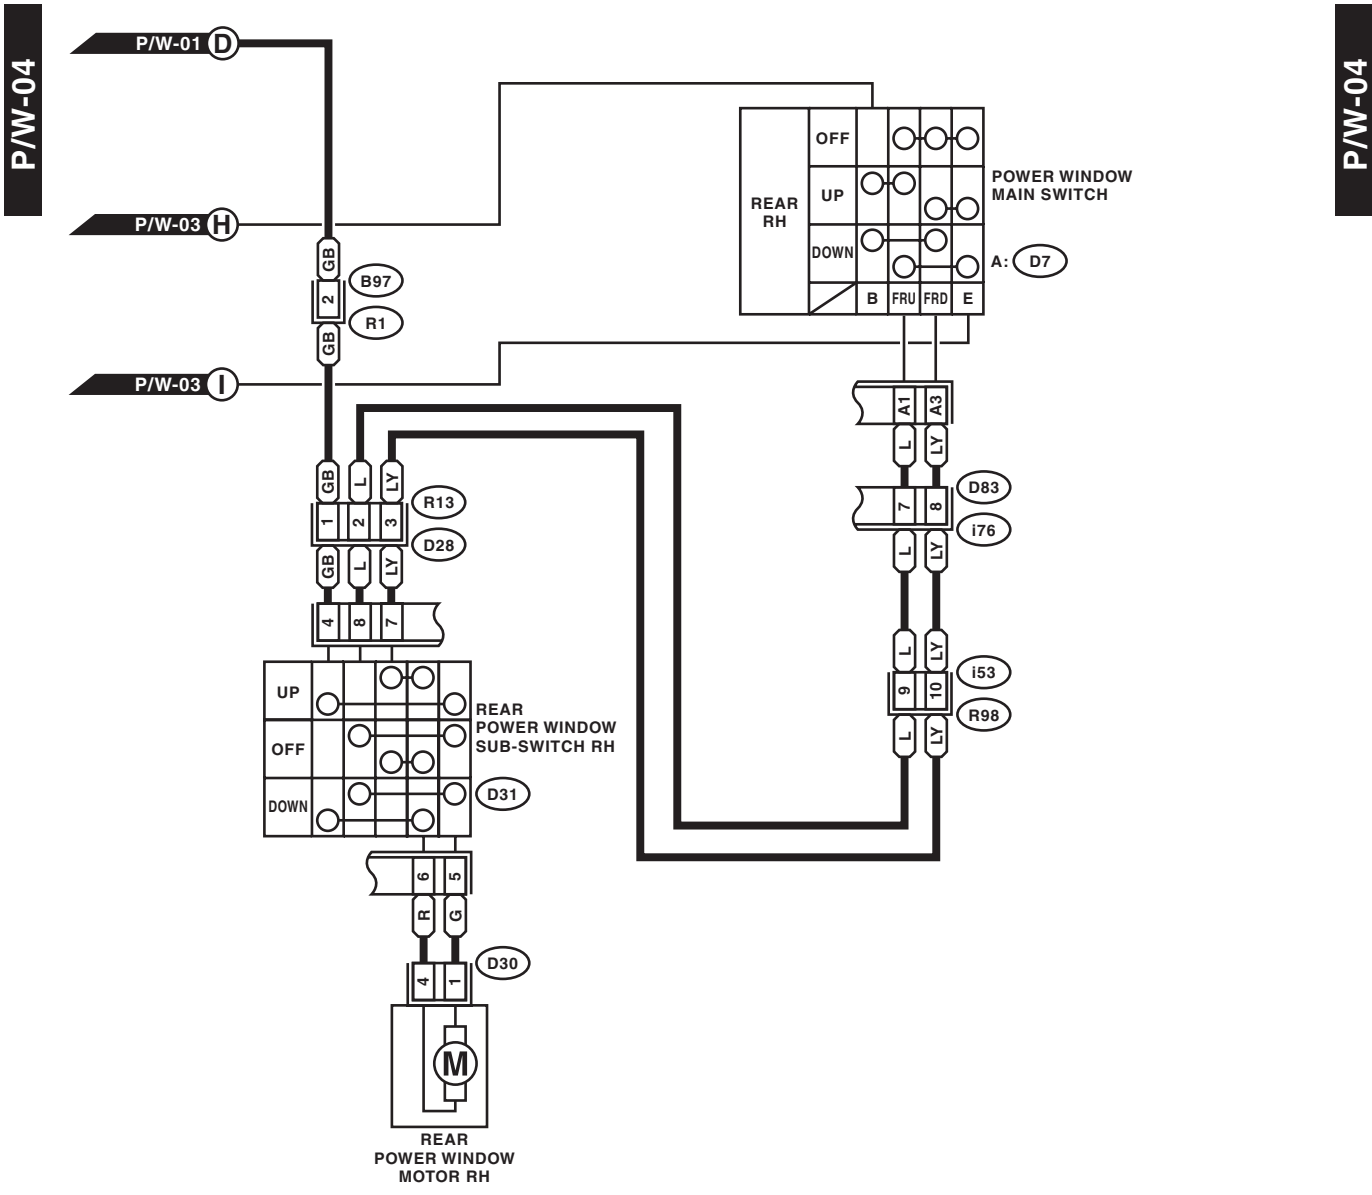 P/W-04
P/W-04
P/W-01 D
P/W-03 H
P/W-03 I
GB
2
GB
B97
R1
REAR
RH
OFF
UP
DOWN
B FRU FRD E
POWER WINDOW
MAIN SWITCH
A: D7
A1 A3
L LY
7 8
D83
i76
L LY
L LY
9 10
i53
R98
L LY
GB L LY
1 2 3
R13
D28
GB L LY
4 8 7
UP
OFF
DOWN
REAR
POWER WINDOW
SUB-SWITCH RH
D31
6 5
R G
4 1
D30
M
REAR
POWER WINDOW
MOTOR RH